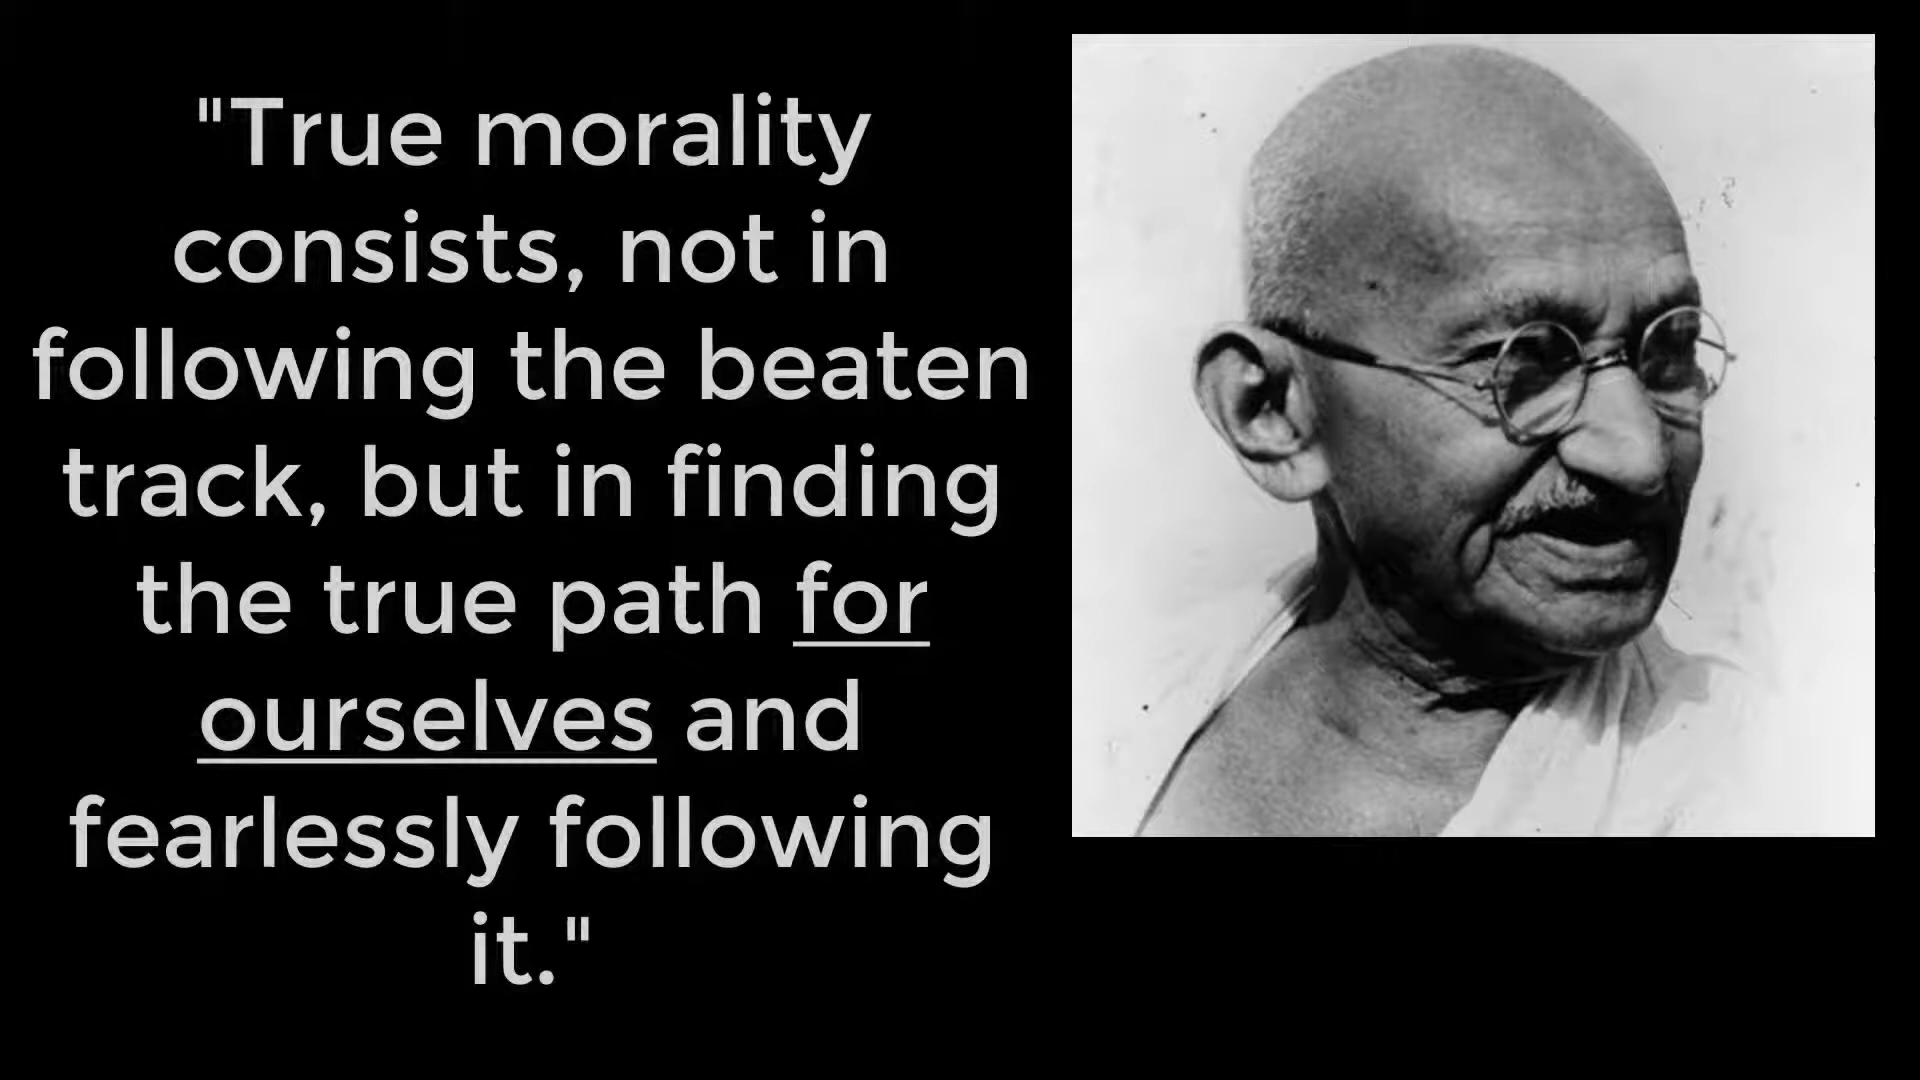 "True morality
consists, not in
following the beaten
track, but in finding
the true path for
ourselves and
fearlessly following
it."